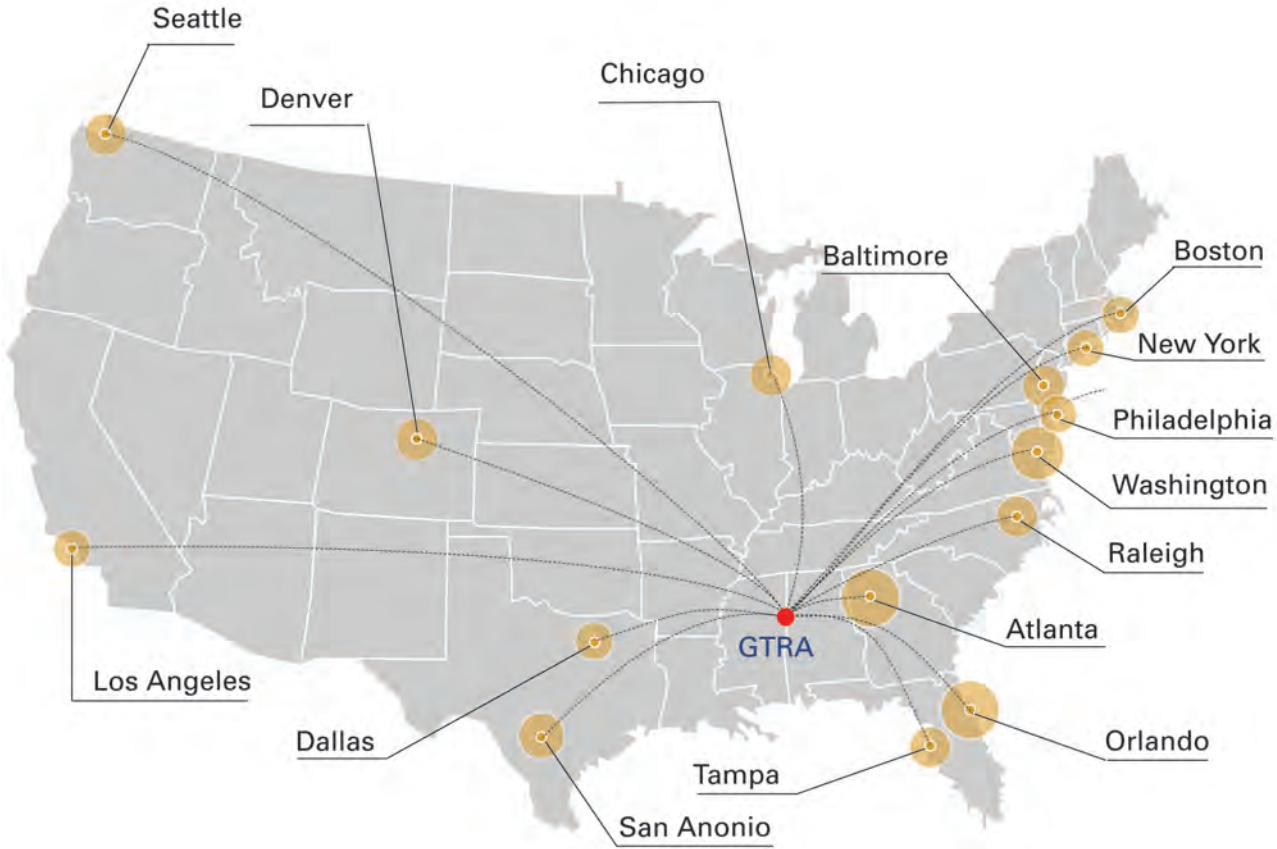 Seattle
Chicago
Denver
Boston
Baltimore
New York
Philadelphia
Washington
Raleigh
Atlanta
GTRA
Los Angeles
Dallas
Orlando
Tampa
San Anonio